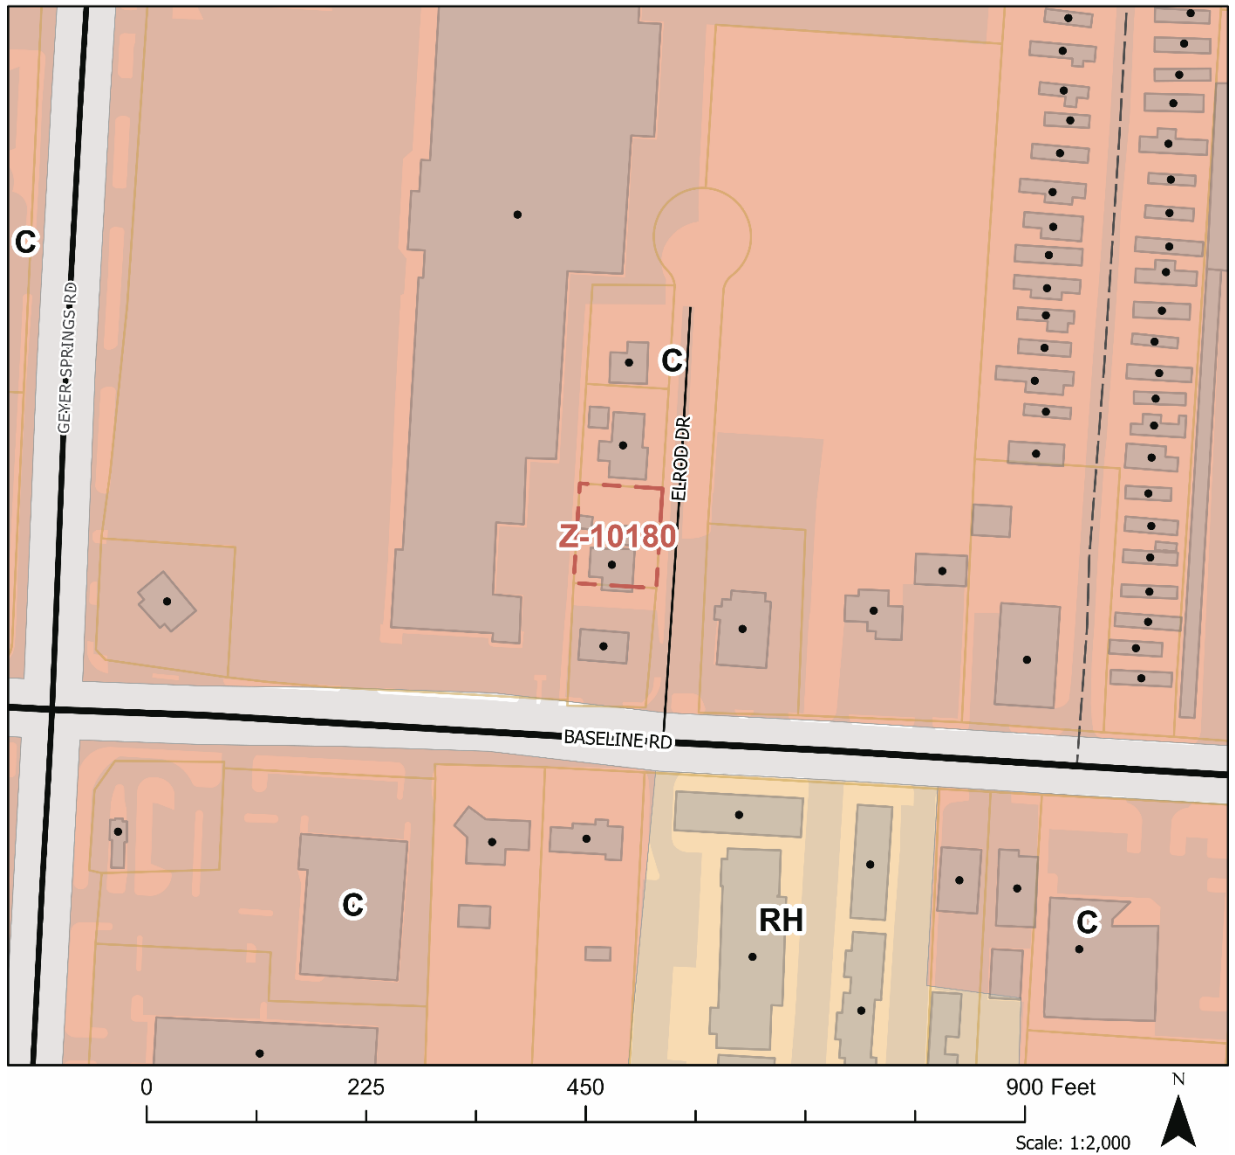 C
GEYER SPRINGS RD
C
ELROD DR
Z-10180
BASELINE RD
C
RH
C
0 225 450 900 Feet
N
Scale: 1:2,000